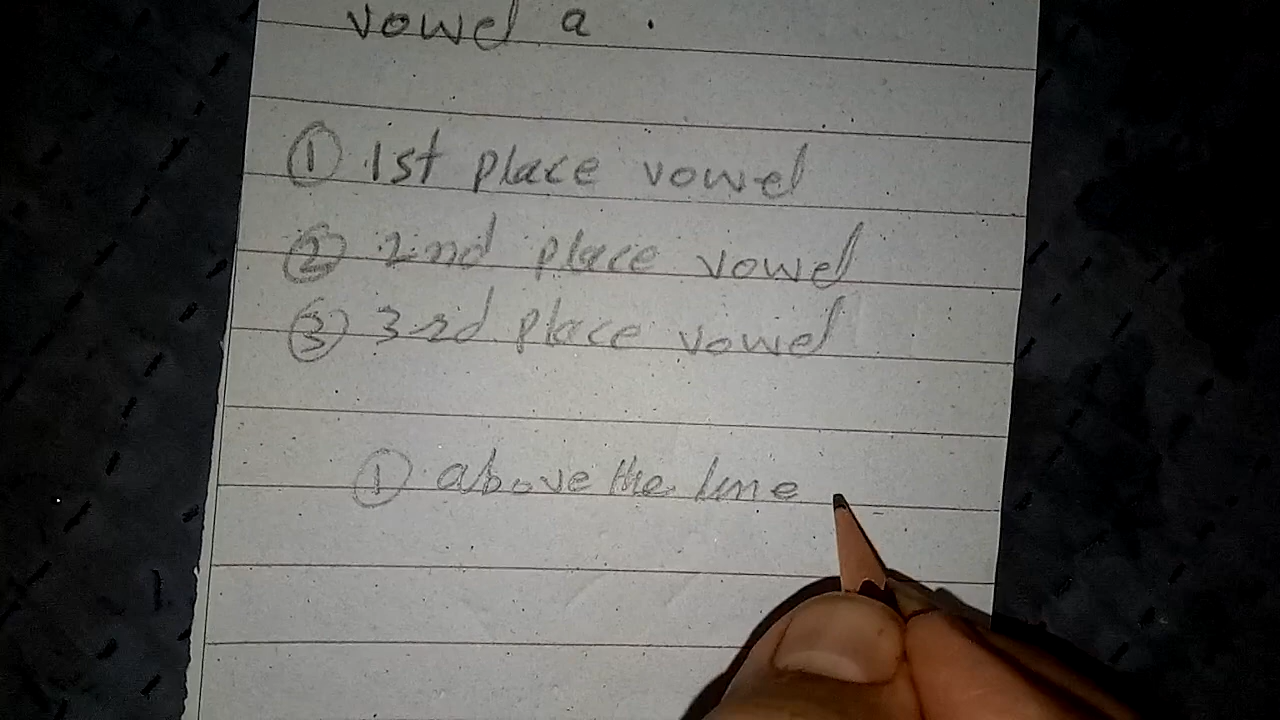 vowel a .
① 1st place vowel
② 2nd place vowel
③ 3rd place vowel
① above the line